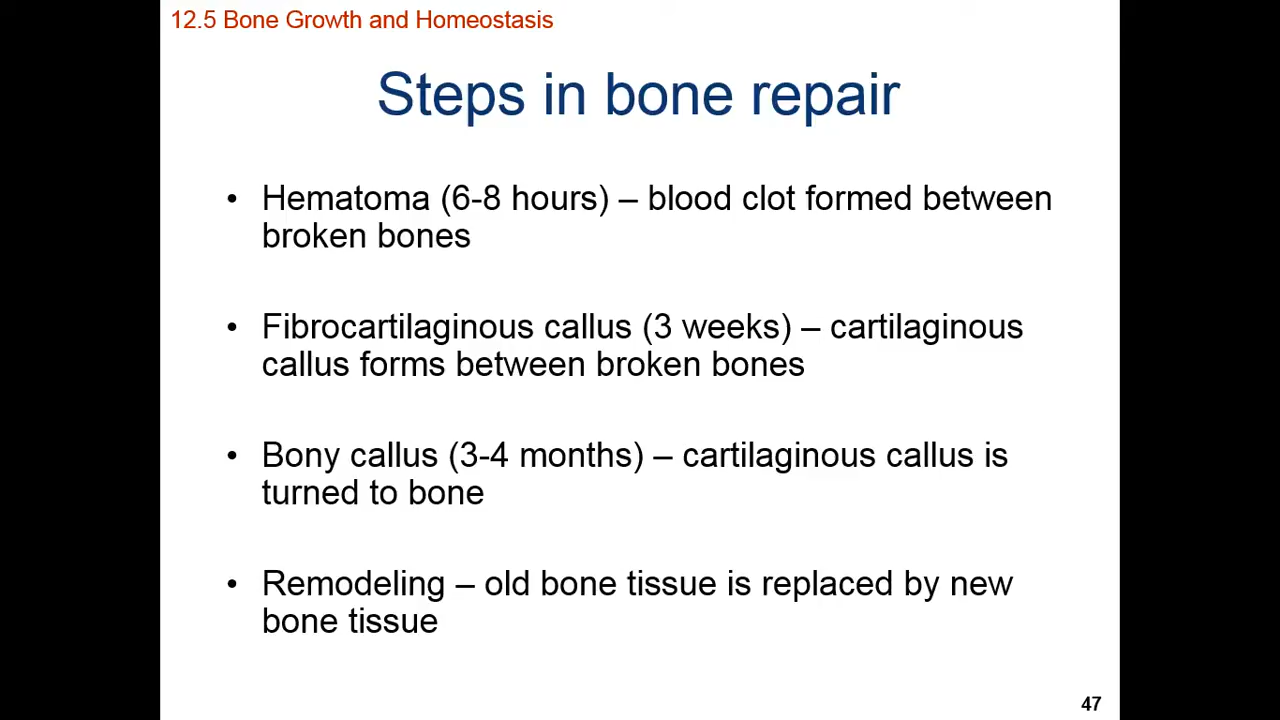 12.5 Bone Growth and Homeostasis
Steps in bone repair
• Hematoma (6-8 hours) – blood clot formed between
broken bones
• Fibrocartilaginous callus (3 weeks) – cartilaginous
callus forms between broken bones
• Bony callus (3-4 months) – cartilaginous callus is
turned to bone
• Remodeling – old bone tissue is replaced by new
bone tissue
47